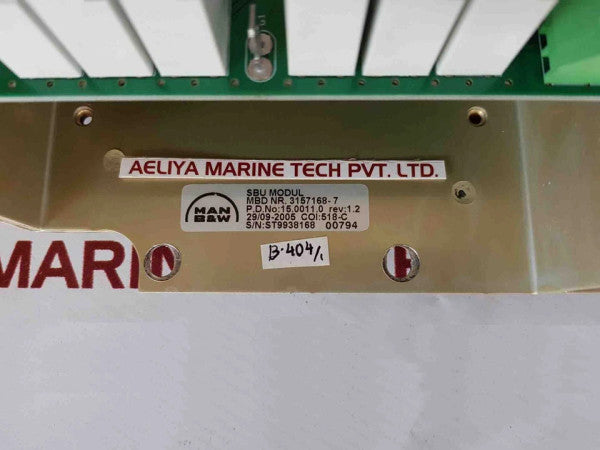 AELIYA MARINE TECH PVT. LTD.
MAN
B&W
SBU MODUL
MBD NR. 3157168-7
P.D.No:15.0011.0 rev:1.2
29/09-2005 COI:518-C
S/N:ST9938168 00794
B-404/1
MARIN